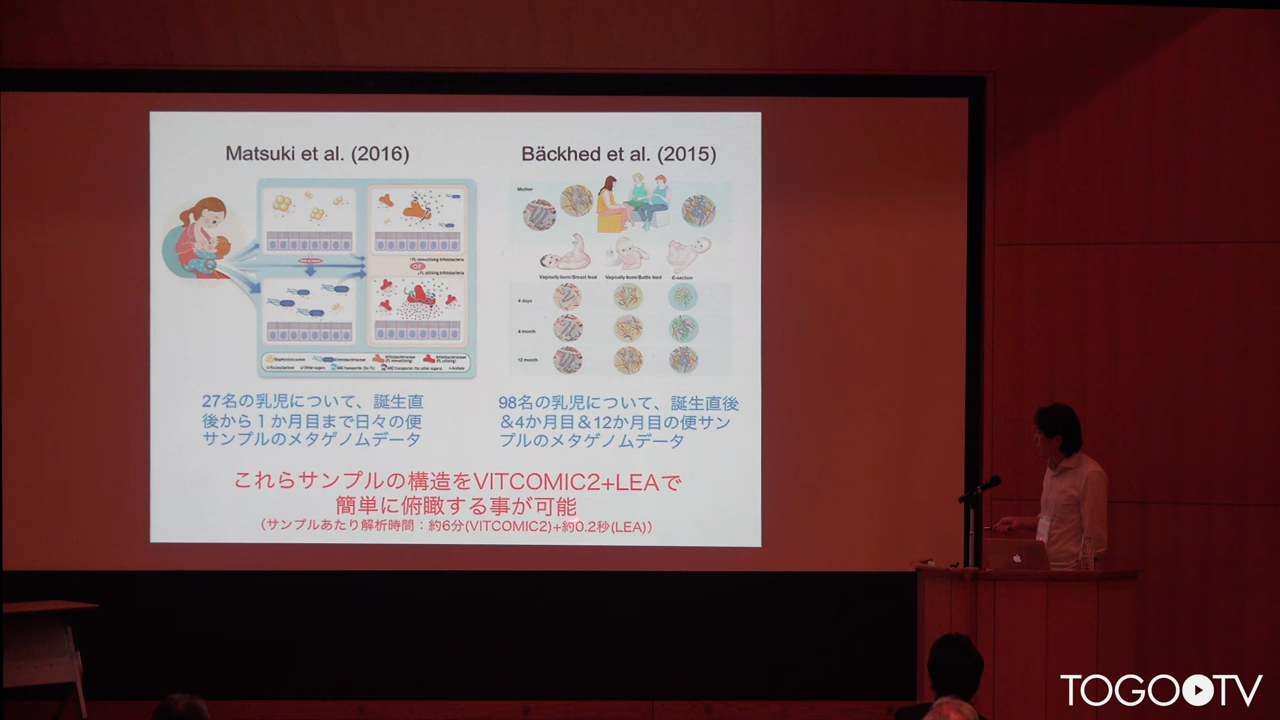 Matsuki et al. (2016)
Bäckhed et al. (2015)
Mother
Vaginally born/Breast feed
Vaginally born/Bottle feed
C-section
4 days
4 month
12 month
OR
27名の乳児について、誕生直
後から１か月目まで日々の便
サンプルのメタゲノムデータ
98名の乳児について、誕生直後
&4か月目&12か月目の便サン
プルのメタゲノムデータ
これらサンプルの構造をVITCOMIC2+LEAで
簡単に俯瞰する事が可能
（サンプルあたり解析時間：約6分(VITCOMIC2)+約0.2秒(LEA)）
TOGO TV